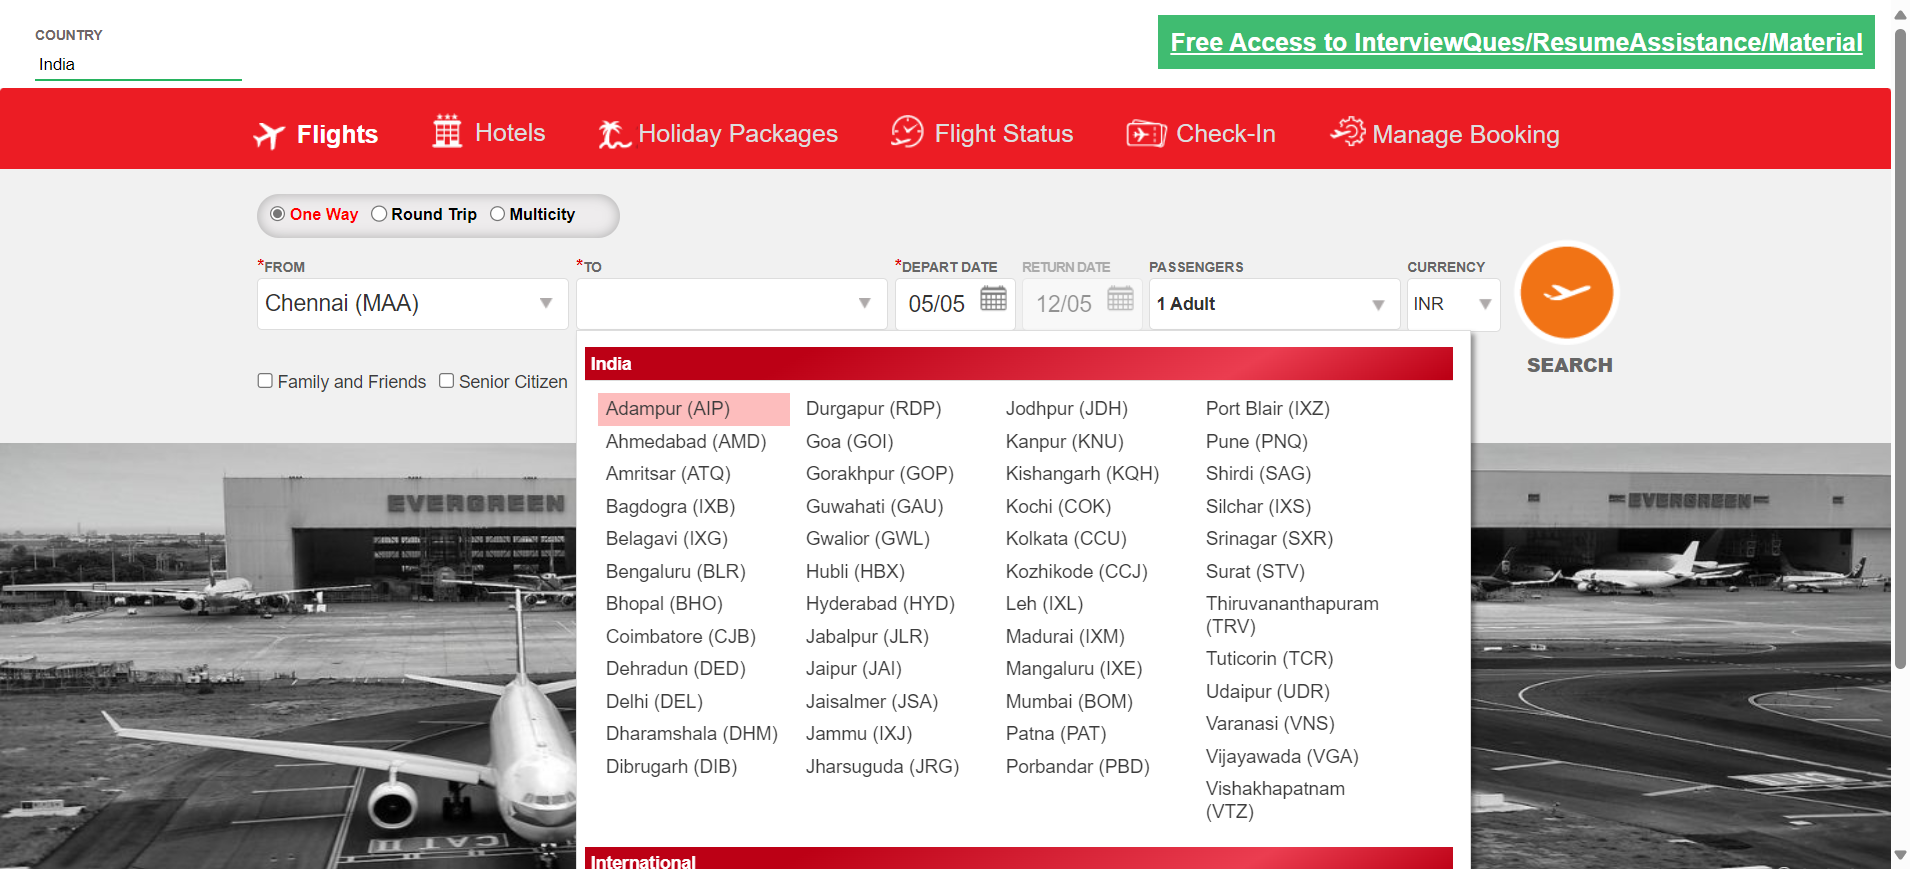 COUNTRY
India
Free Access to InterviewQues/ResumeAssistance/Material
Flights
Hotels
Holiday Packages
Flight Status
Check-In
Manage Booking
One Way
Round Trip
Multicity
*FROM
*TO
*DEPART DATE
RETURN DATE
PASSENGERS
CURRENCY
Chennai (MAA)
05/05
12/05
1 Adult
INR
SEARCH
Family and Friends
Senior Citizen
India
Adampur (AIP)
Ahmedabad (AMD)
Amritsar (ATQ)
Bagdogra (IXB)
Belagavi (IXG)
Bengaluru (BLR)
Bhopal (BHO)
Coimbatore (CJB)
Dehradun (DED)
Delhi (DEL)
Dharamshala (DHM)
Dibrugarh (DIB)
Durgapur (RDP)
Goa (GOI)
Gorakhpur (GOP)
Guwahati (GAU)
Gwalior (GWL)
Hubli (HBX)
Hyderabad (HYD)
Jabalpur (JLR)
Jaipur (JAI)
Jaisalmer (JSA)
Jammu (IXJ)
Jharsuguda (JRG)
Jodhpur (JDH)
Kanpur (KNU)
Kishangarh (KQH)
Kochi (COK)
Kolkata (CCU)
Kozhikode (CCJ)
Leh (IXL)
Madurai (IXM)
Mangaluru (IXE)
Mumbai (BOM)
Patna (PAT)
Porbandar (PBD)
Port Blair (IXZ)
Pune (PNQ)
Shirdi (SAG)
Silchar (IXS)
Srinagar (SXR)
Surat (STV)
Thiruvananthapuram
(TRV)
Tuticorin (TCR)
Udaipur (UDR)
Varanasi (VNS)
Vijayawada (VGA)
Vishakhapatnam
(VTZ)
International
EVERGREEN
EVERGREEN
CAT II